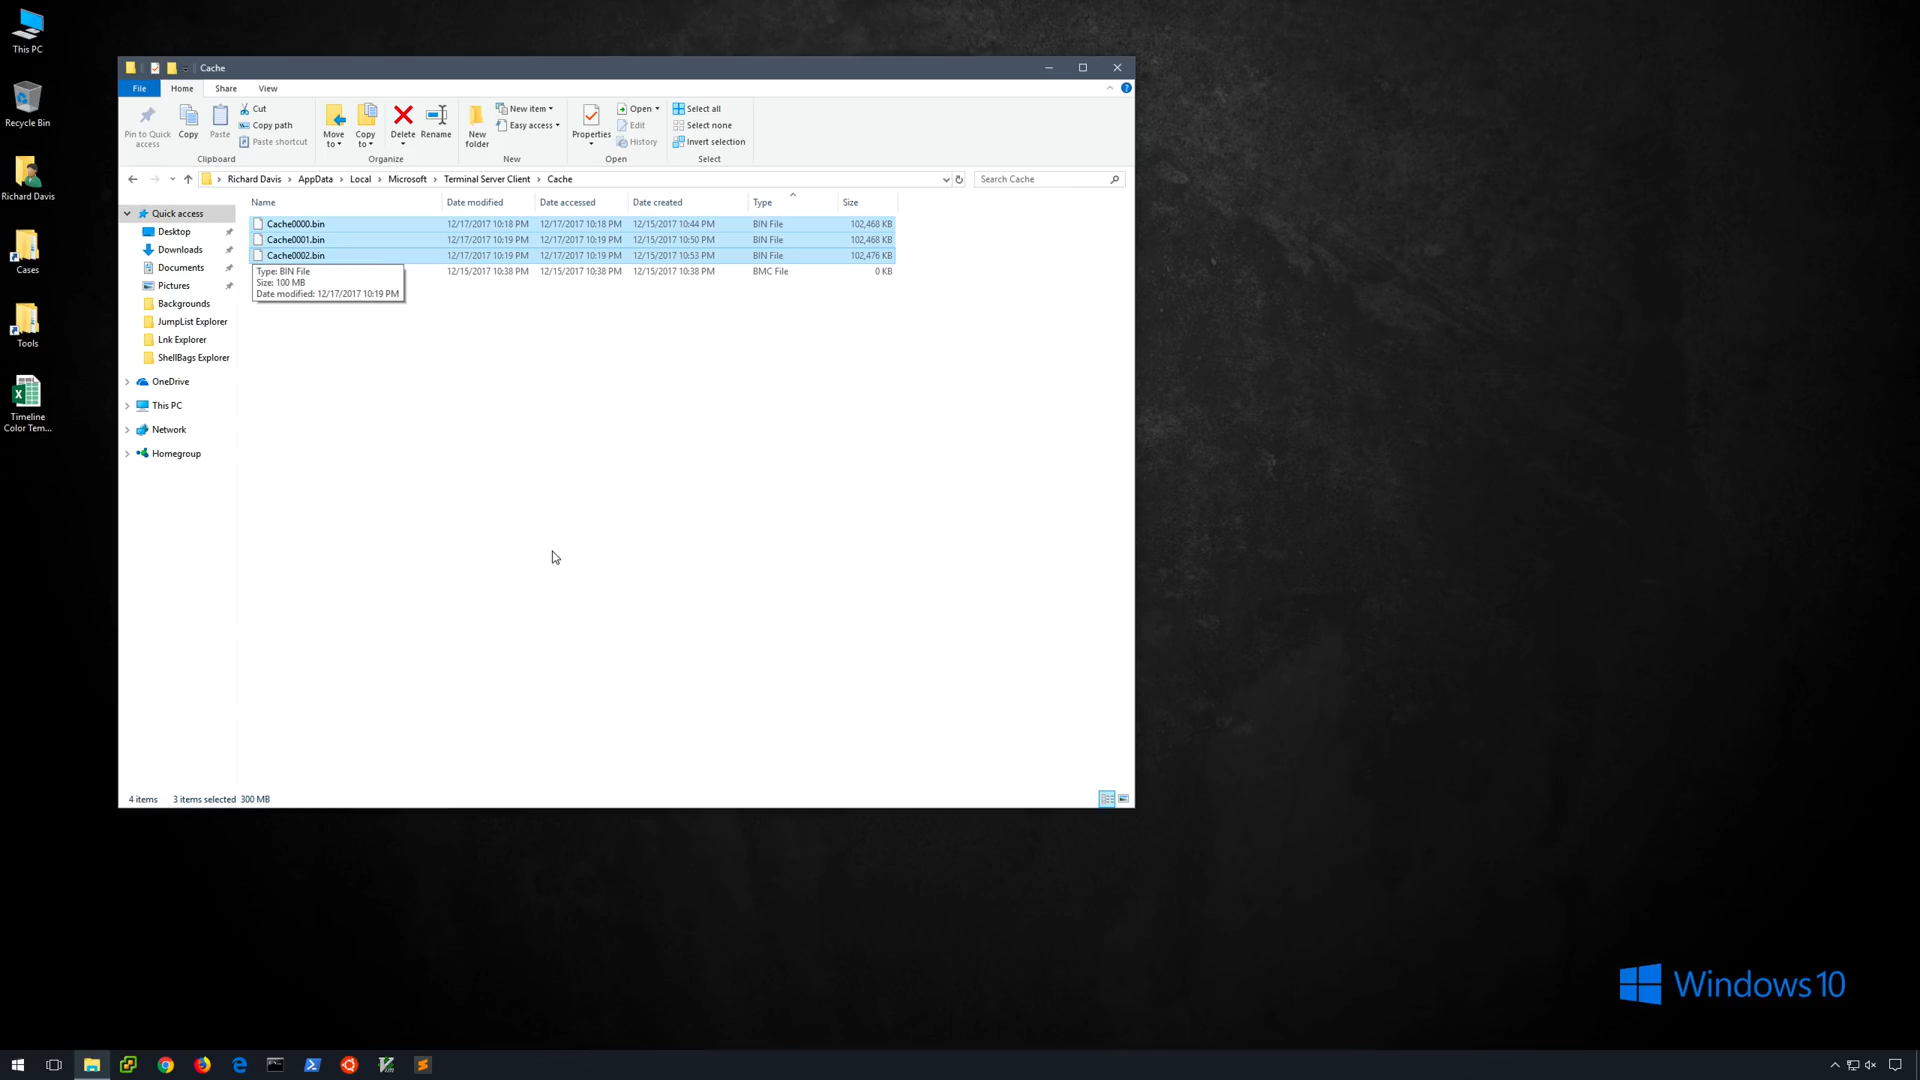 This PC
Recycle Bin
Richard Davis
Cases
Tools
Timeline
Color Tem...
Cache
File Home Share View
Pin to Quick
access
Copy
Paste
Cut
Copy path
Paste shortcut
Clipboard
Move
to
Copy
to
Delete
Rename
Organize
New
folder
New item
Easy access
New
Properties
Open
Edit
History
Open
Select all
Select none
Invert selection
Select
Richard Davis > AppData > Local > Microsoft > Terminal Server Client > Cache
Search Cache
Quick access
Desktop
Downloads
Documents
Pictures
Backgrounds
JumpList Explorer
Lnk Explorer
ShellBags Explorer
OneDrive
This PC
Network
Homegroup
Name Date modified Date accessed Date created Type Size
Cache0000.bin 12/17/2017 10:18 PM 12/17/2017 10:18 PM 12/15/2017 10:44 PM BIN File 102,468 KB
Cache0001.bin 12/17/2017 10:19 PM 12/17/2017 10:19 PM 12/15/2017 10:50 PM BIN File 102,468 KB
Cache0002.bin 12/17/2017 10:19 PM 12/17/2017 10:19 PM 12/15/2017 10:53 PM BIN File 102,476 KB
12/15/2017 10:38 PM 12/15/2017 10:38 PM 12/15/2017 10:38 PM BMC File 0 KB
Type: BIN File
Size: 100 MB
Date modified: 12/17/2017 10:19 PM
4 items 3 items selected 300 MB
Windows 10